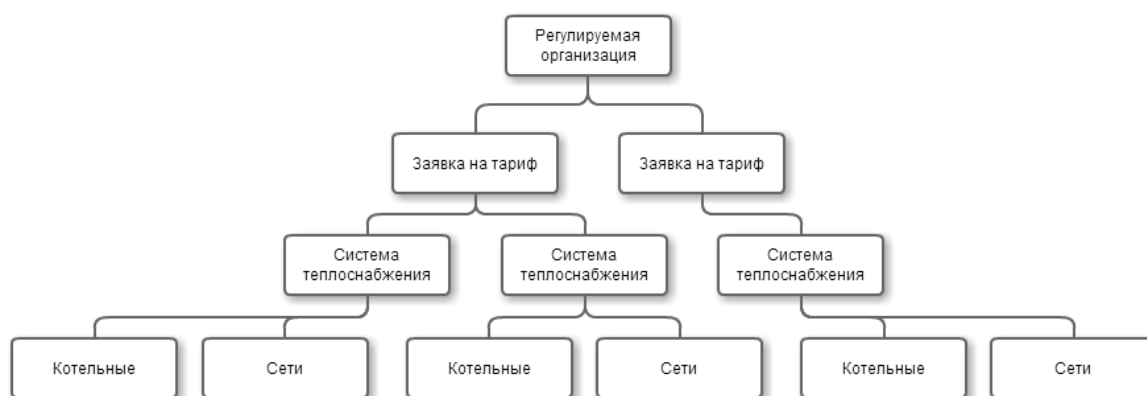 Регулируемая
организация
Заявка на тариф
Заявка на тариф
Система
теплоснабжения
Система
теплоснабжения
Система
теплоснабжения
Котельные
Сети
Котельные
Сети
Котельные
Сети